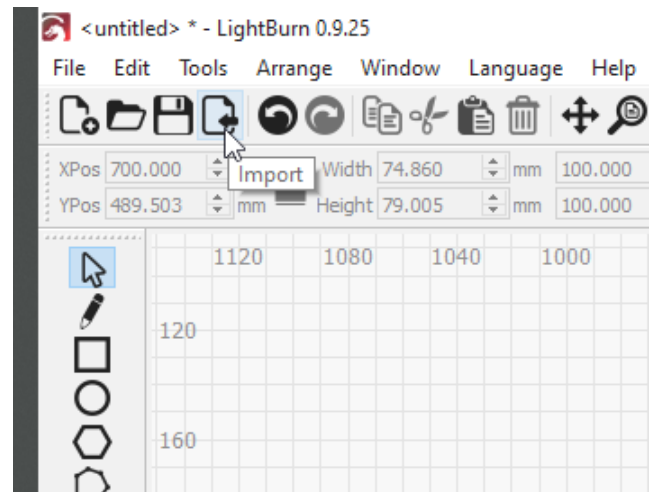 <untitled> * - LightBurn 0.9.25
File Edit Tools Arrange Window Language Help
XPos 700.000 Import Width 74.860 mm 100.000
YPos 489.503 mm Height 79.005 mm 100.000
1120 1080 1040 1000
120
160